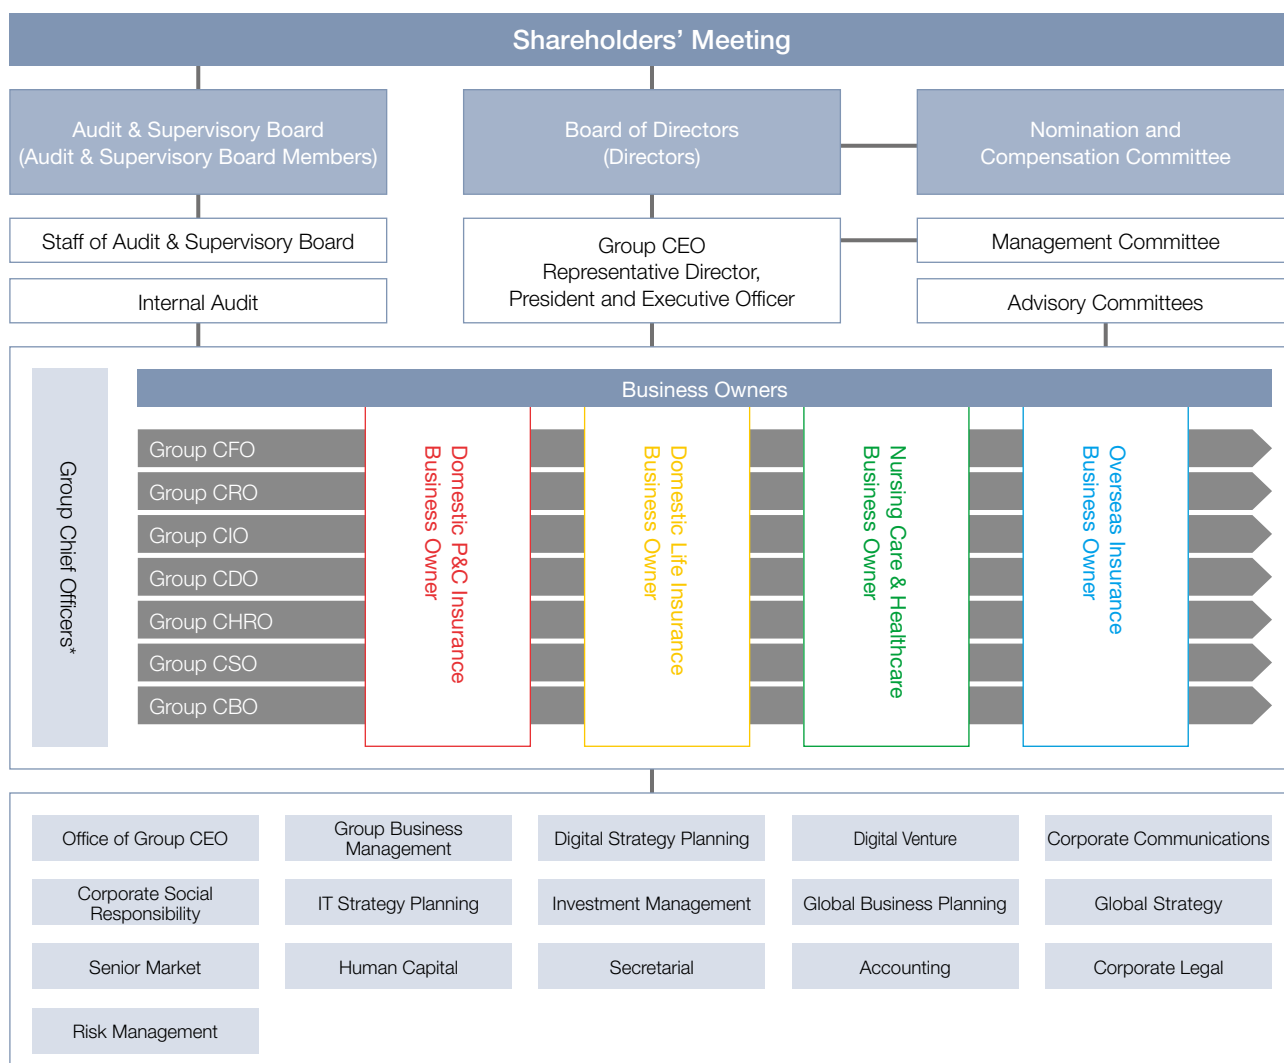 Shareholders’ Meeting
Audit & Supervisory Board
(Audit & Supervisory Board Members)
Board of Directors
(Directors)
Nomination and
Compensation Committee
Staff of Audit & Supervisory Board
Group CEO
Representative Director,
President and Executive Officer
Management Committee
Internal Audit
Advisory Committees
Group Chief Officers*
Business Owners
Group CFO
Group CRO
Group CIO
Group CDO
Group CHRO
Group CSO
Group CBO
Domestic P&C Insurance
Business Owner
Domestic Life Insurance
Business Owner
Nursing Care & Healthcare
Business Owner
Overseas Insurance
Business Owner
Office of Group CEO
Group Business
Management
Digital Strategy Planning
Digital Venture
Corporate Communications
Corporate Social
Responsibility
IT Strategy Planning
Investment Management
Global Business Planning
Global Strategy
Senior Market
Human Capital
Secretarial
Accounting
Corporate Legal
Risk Management